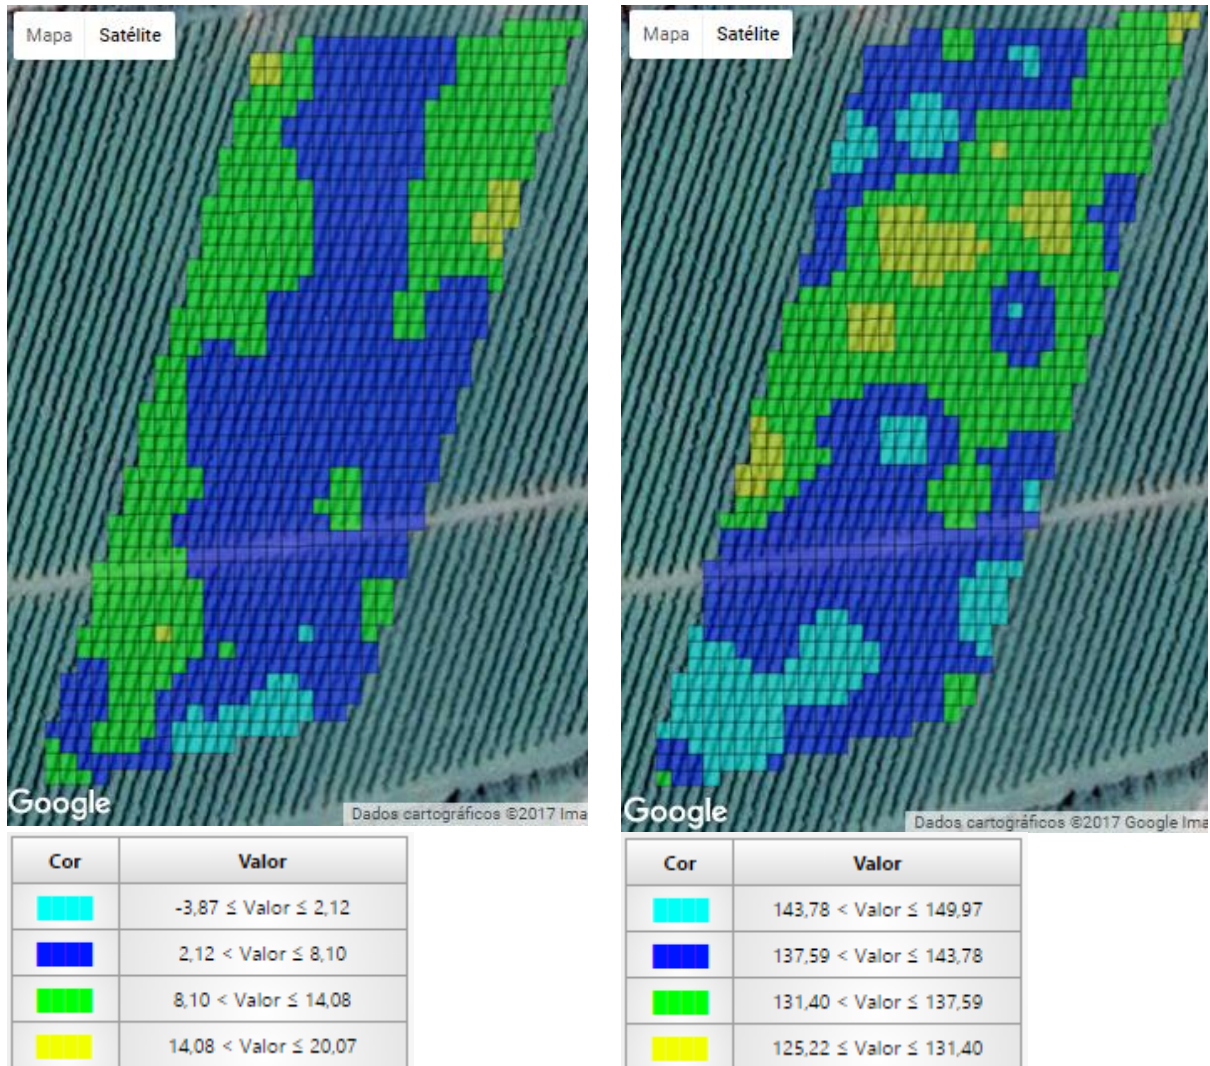 Mapa Satélite
Google
Dados cartográficos ©2017 Ima
Cor Valor
-3,87 ≤ Valor ≤ 2,12
2,12 < Valor ≤ 8,10
8,10 < Valor ≤ 14,08
14,08 < Valor ≤ 20,07
Mapa Satélite
Google
Dados cartográficos ©2017 Google Ima
Cor Valor
143,78 < Valor ≤ 149,97
137,59 < Valor ≤ 143,78
131,40 < Valor ≤ 137,59
125,22 ≤ Valor ≤ 131,40